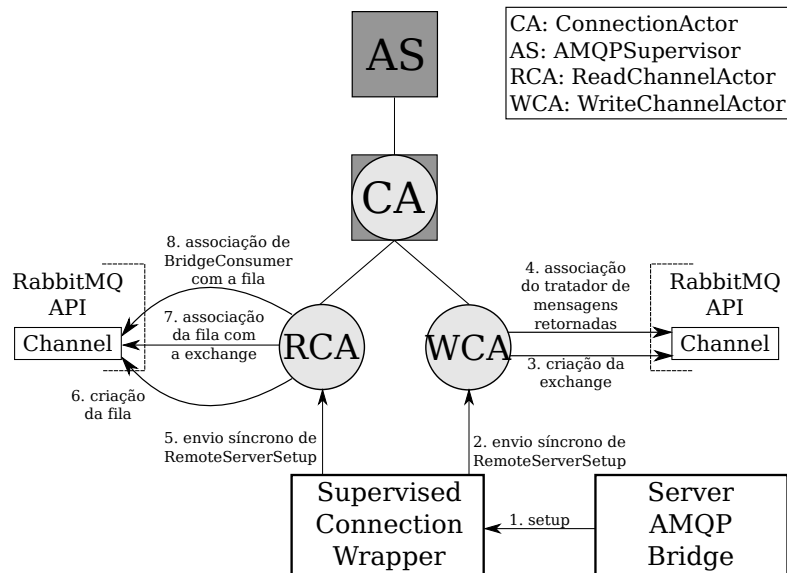 AS
CA: ConnectionActor
AS: AMQPSupervisor
RCA: ReadChannelActor
WCA: WriteChannelActor
CA
8. associação de
BridgeConsumer
com a fila
RabbitMQ
API
Channel
7. associação
da fila com
a exchange
6. criação
da fila
RCA
WCA
4. associação
do tratador de
mensagens
retornadas
3. criação da
exchange
RabbitMQ
API
Channel
5. envio síncrono de
RemoteServerSetup
2. envio síncrono de
RemoteServerSetup
Supervised
Connection
Wrapper
1. setup
Server
AMQP
Bridge